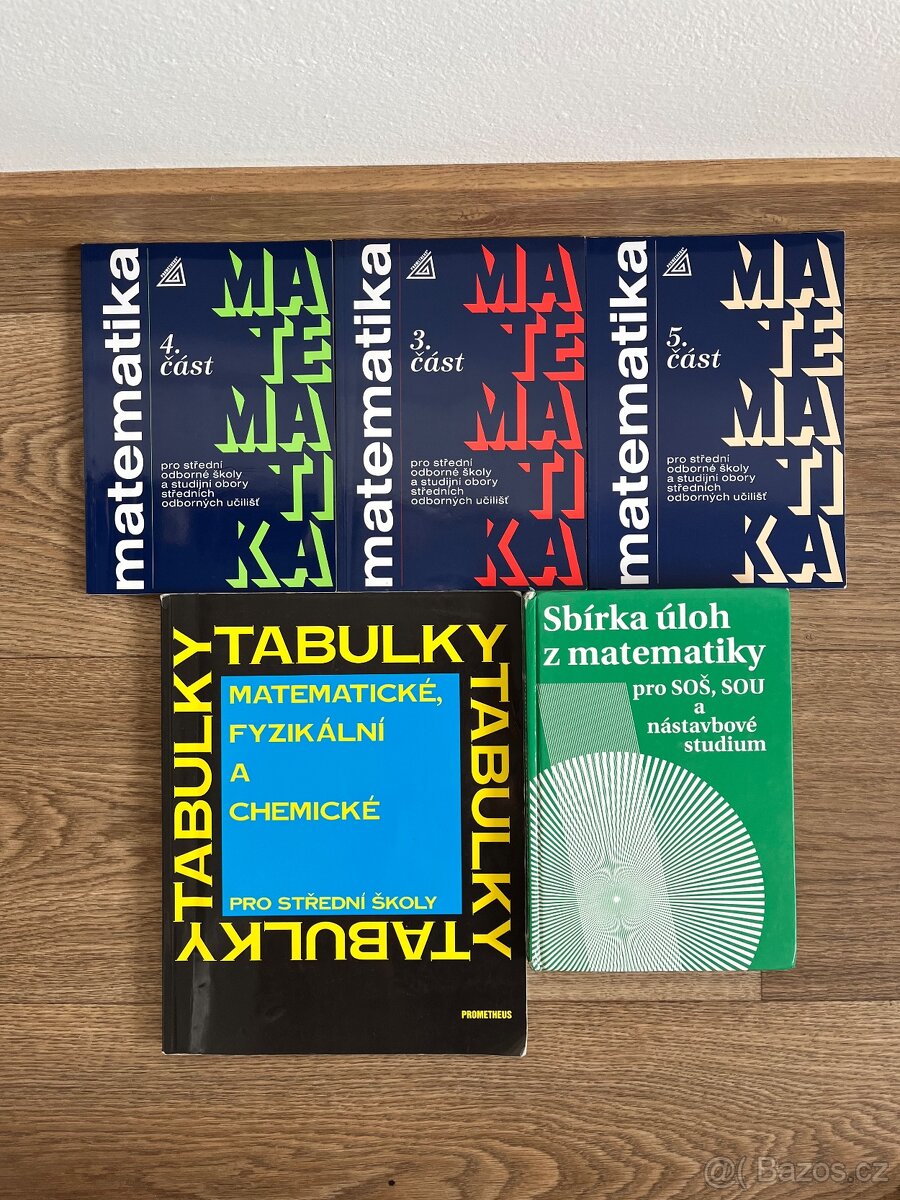 matematika
4.
část
MA
TE
MA
TI
KA
pro střední
odborné školy
a studijní obory
středních
odborných učilišť
matematika
3.
část
MA
TE
MA
TI
KA
pro střední
odborné školy
a studijní obory
středních
odborných učilišť
matematika
5.
část
MA
TE
MA
TI
KA
pro střední
odborné školy
a studijní obory
středních
odborných učilišť
TABULKY
TABULKY
TABULKY
TABULKY
MATEMATICKÉ,
FYZIKÁLNÍ
A
CHEMICKÉ
PRO STŘEDNÍ ŠKOLY
PROMETHEUS
Sbírka úloh
z matematiky
pro SOŠ, SOU
a
nástavbové
studium
@( Bazos.cz